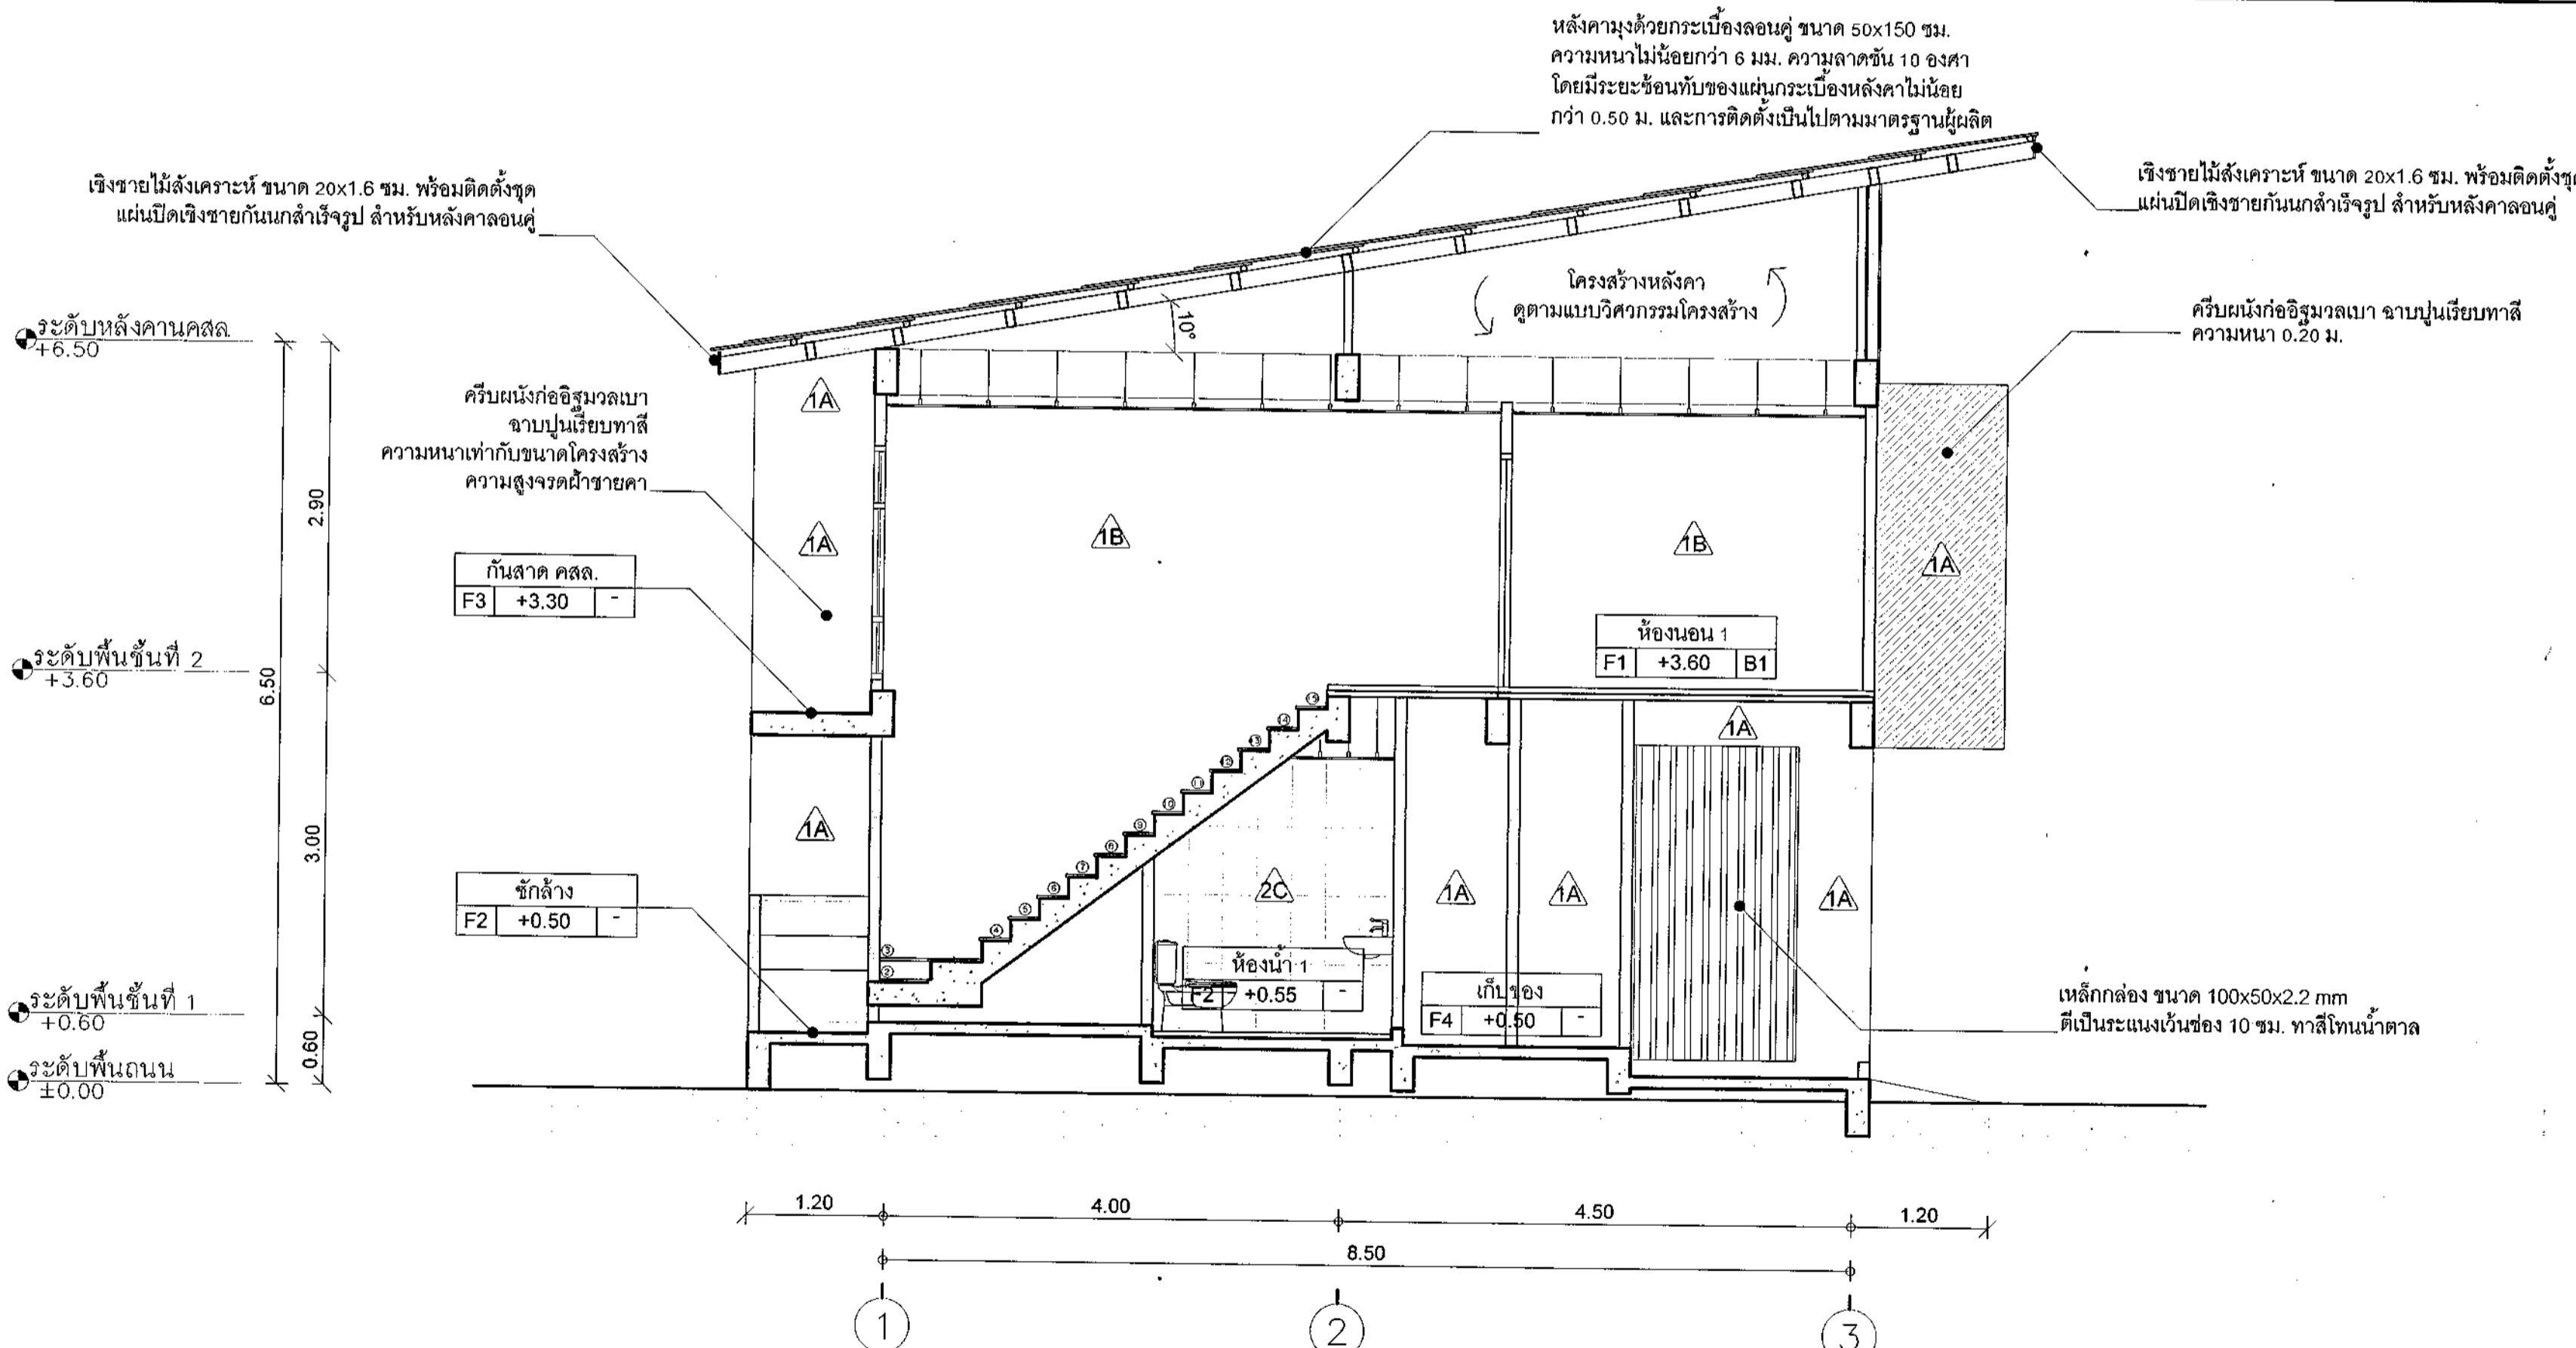 หลังคามุงด้วยกระเบื้องลอนคู่ ขนาด 50x150 ซม.
ความหนาไม่น้อยกว่า 6 มม. ความลาดชัน 10 องศา
โดยมีระยะซ้อนทับของแผ่นกระเบื้องหลังคาไม่น้อย
กว่า 0.50 ม. และการติดตั้งเป็นไปตามมาตรฐานผู้ผลิต
เชิงชายไม้สังเคราะห์ ขนาด 20x1.6 ซม. พร้อมติดตั้งชุด
แผ่นปิดเชิงชายกันนกสำเร็จรูป สำหรับหลังคาลอนคู่
เชิงชายไม้สังเคราะห์ ขนาด 20x1.6 ซม. พร้อมติดตั้งชุด
แผ่นปิดเชิงชายกันนกสำเร็จรูป สำหรับหลังคาลอนคู่
โครงสร้างหลังคา
ดูตามแบบวิศวกรรมโครงสร้าง
10°
ครีบผนังก่ออิฐมวลเบา ฉาบปูนเรียบทาสี
ความหนา 0.20 ม.
ระดับหลังคานคสล.
+6.50
ครีบผนังก่ออิฐมวลเบา
ฉาบปูนเรียบทาสี
ความหนาเท่ากับขนาดโครงสร้าง
ความสูงจรดฝ้าชายคา
1A
2.90
1A
1B
1B
1A
กันสาด คสล.
F3 +3.30 -
ห้องนอน 1
F1 +3.60 B1
ระดับพื้นชั้นที่ 2
+3.60
6.50
1A
15
14
13
12
11
10
9
8
7
6
5
4
3
2
3.00
1A
2C
1A
1A
1A
ซักล้าง
F2 +0.50 -
ห้องน้ำ 1
F2 +0.55 -
เก็บของ
F4 +0.50 -
เหล็กกล่อง ขนาด 100x50x2.2 mm
ตีเป็นระแนงเว้นช่อง 10 ซม. ทาสีโทนน้ำตาล
ระดับพื้นชั้นที่ 1
+0.60
0.60
ระดับพื้นถนน
±0.00
1.20 4.00 4.50 1.20
8.50
1 2 3